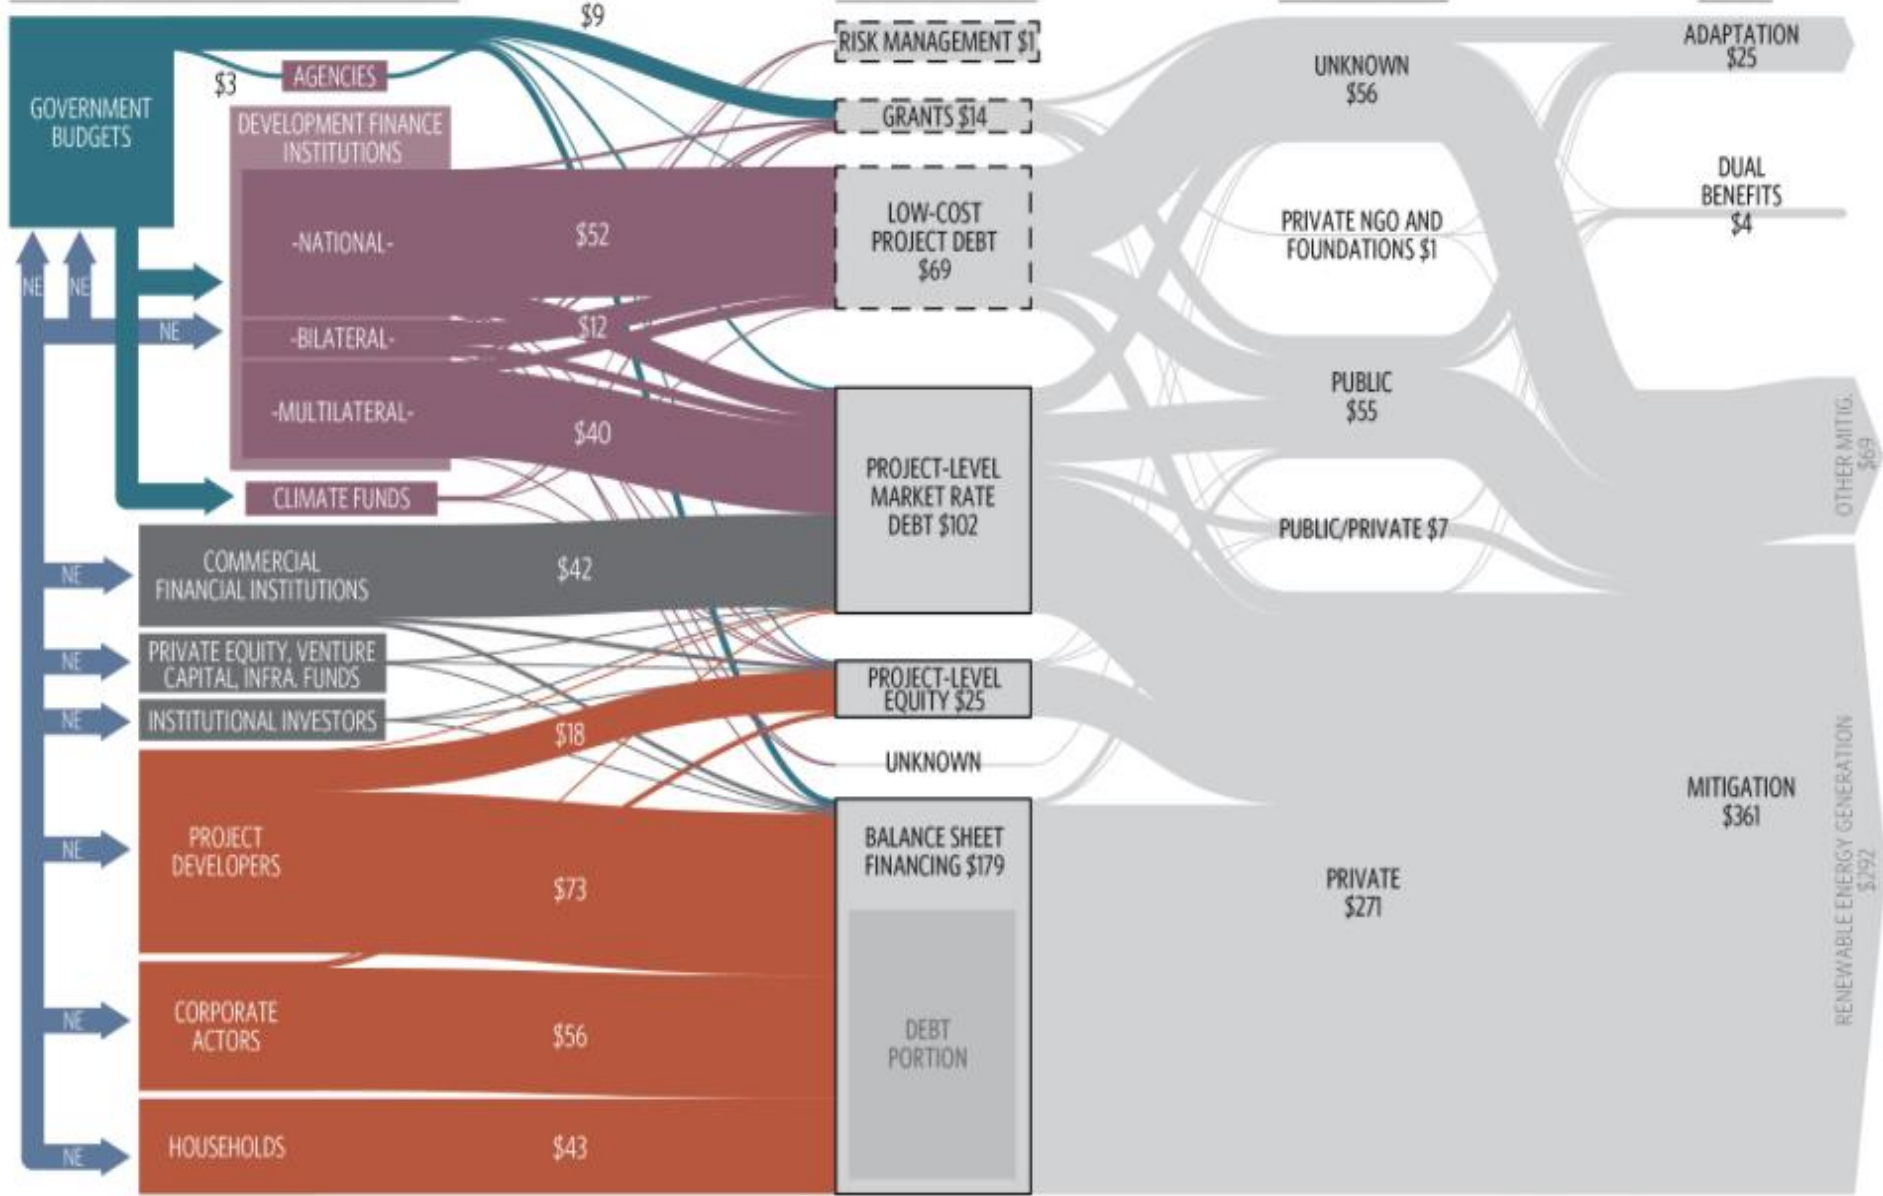 $9
$3
AGENCIES
GOVERNMENT
BUDGETS
DEVELOPMENT FINANCE
INSTITUTIONS
-NATIONAL-
$52
-BILATERAL-
$12
-MULTILATERAL-
$40
CLIMATE FUNDS
NE
NE
NE
COMMERCIAL
FINANCIAL INSTITUTIONS
$42
NE
PRIVATE EQUITY, VENTURE
CAPITAL, INFRA. FUNDS
NE
INSTITUTIONAL INVESTORS
NE
$18
PROJECT
DEVELOPERS
$73
NE
CORPORATE
ACTORS
$56
NE
HOUSEHOLDS
$43
NE
RISK MANAGEMENT $1
GRANTS $14
LOW-COST
PROJECT DEBT
$69
PROJECT-LEVEL
MARKET RATE
DEBT $102
PROJECT-LEVEL
EQUITY $25
UNKNOWN
BALANCE SHEET
FINANCING $179
DEBT
PORTION
UNKNOWN
$56
PRIVATE NGO AND
FOUNDATIONS $1
PUBLIC
$55
PUBLIC/PRIVATE $7
PRIVATE
$271
ADAPTATION
$25
DUAL
BENEFITS
$4
MITIGATION
$361
OTHER MITIG.
$69
RENEWABLE ENERGY GENERATION
$292